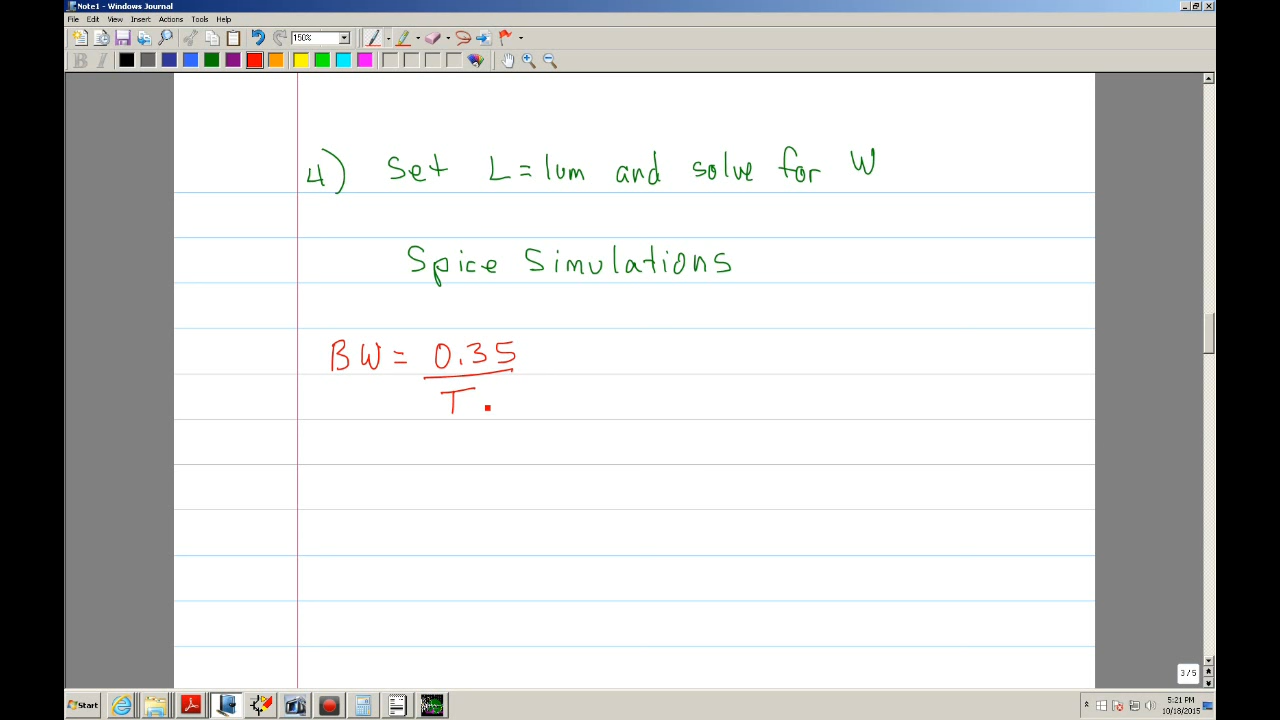 Note1 - Windows Journal
File Edit View Insert Actions Tools Help
150%
B I
4) Set L = 1um and solve for W
Spice Simulations
BW = 0.35
T
3/5
Start
5:21 PM
10/18/2015